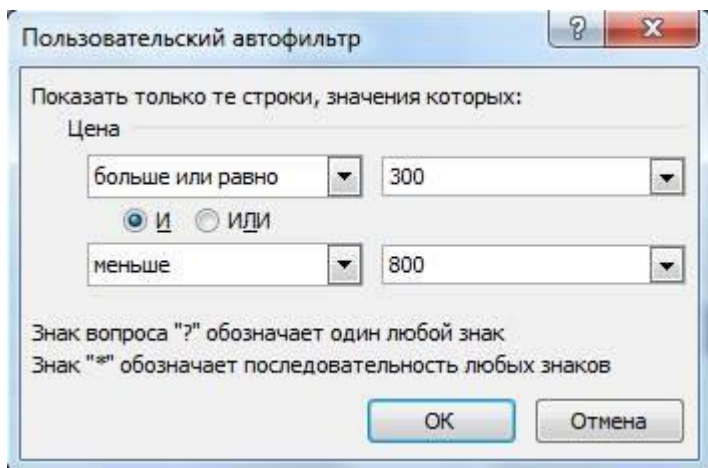 Пользовательский автофильтр
Показать только те строки, значения которых:
Цена
больше или равно 300
И ИЛИ
меньше 800
Знак вопроса "?" обозначает один любой знак
Знак "*" обозначает последовательность любых знаков
ОК Отмена